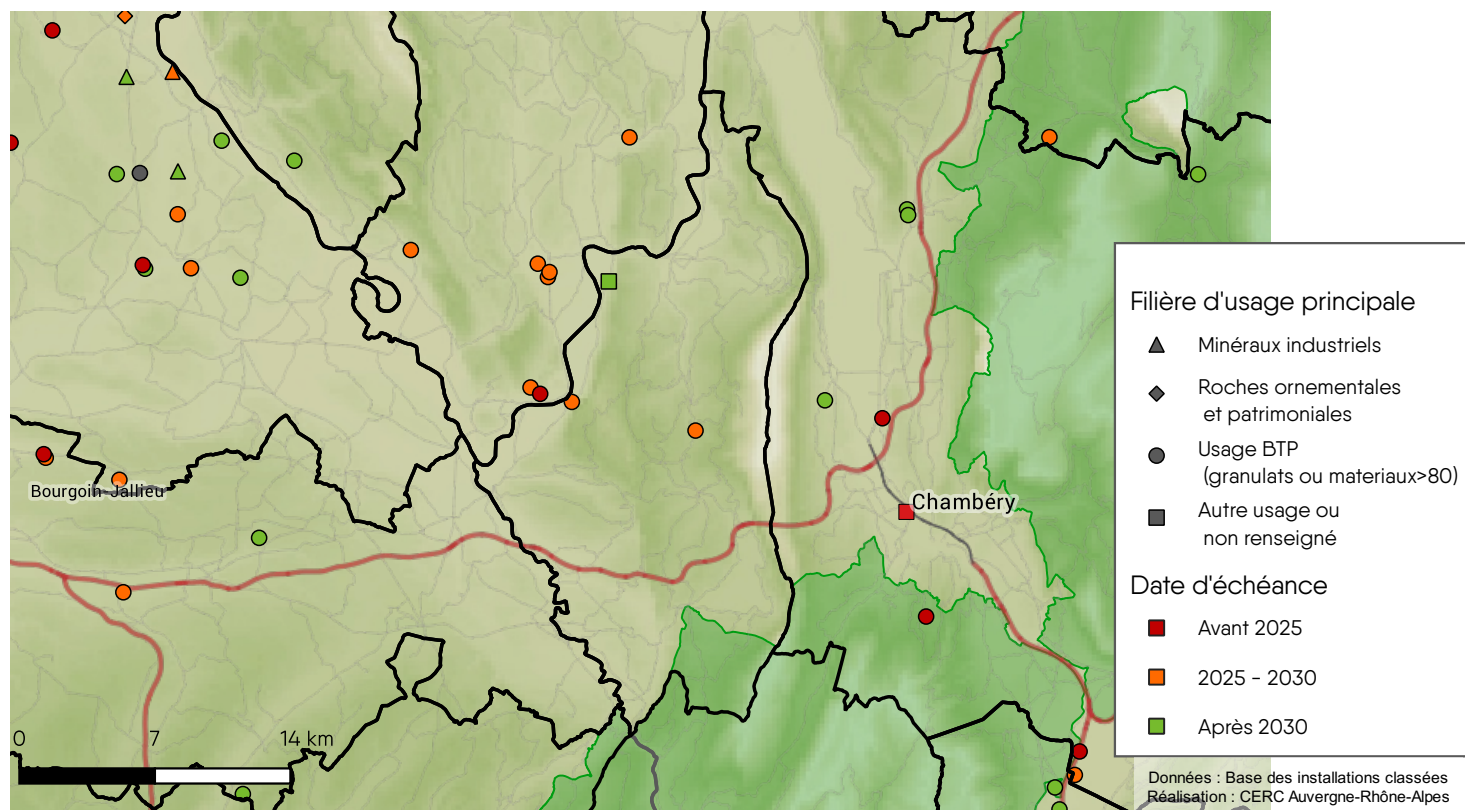 Bourgoin-Jallieu
Chambéry
0 7 14 km
Filière d'usage principale
Minéraux industriels
Roches ornementales
et patrimoniales
Usage BTP
(granulats ou materiaux>80)
Autre usage ou
non renseigné
Date d'échéance
Avant 2025
2025 - 2030
Après 2030
Données : Base des installations classées
Réalisation : CERC Auvergne-Rhône-Alpes